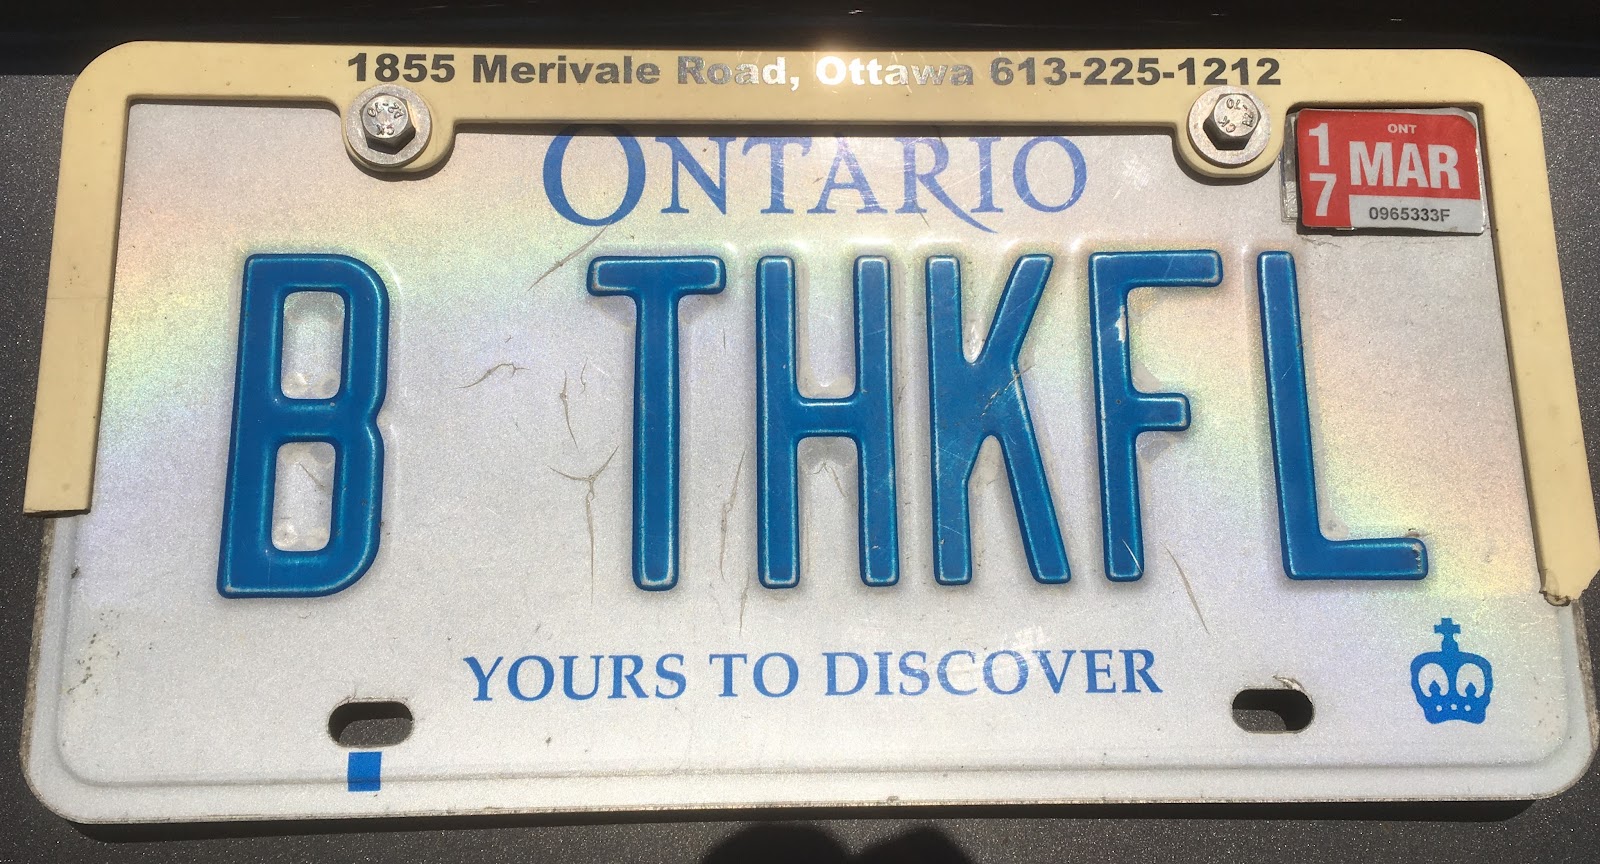 1855 Merivale Road, Ottawa 613-225-1212
ONTARIO
ONT
17 MAR
0965333F
B THKFL
YOURS TO DISCOVER